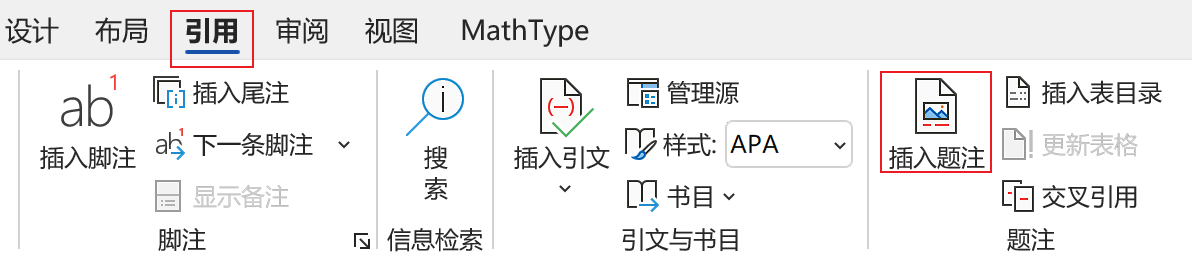 设计 布局 引用 审阅 视图 MathType
ab1
插入脚注
插入尾注
ab1
下一条脚注
显示备注
脚注
搜
索
信息检索
(--)
插入引文
管理源
样式: APA
书目
引文与书目
插入题注
插入表目录
更新表格
交叉引用
题注